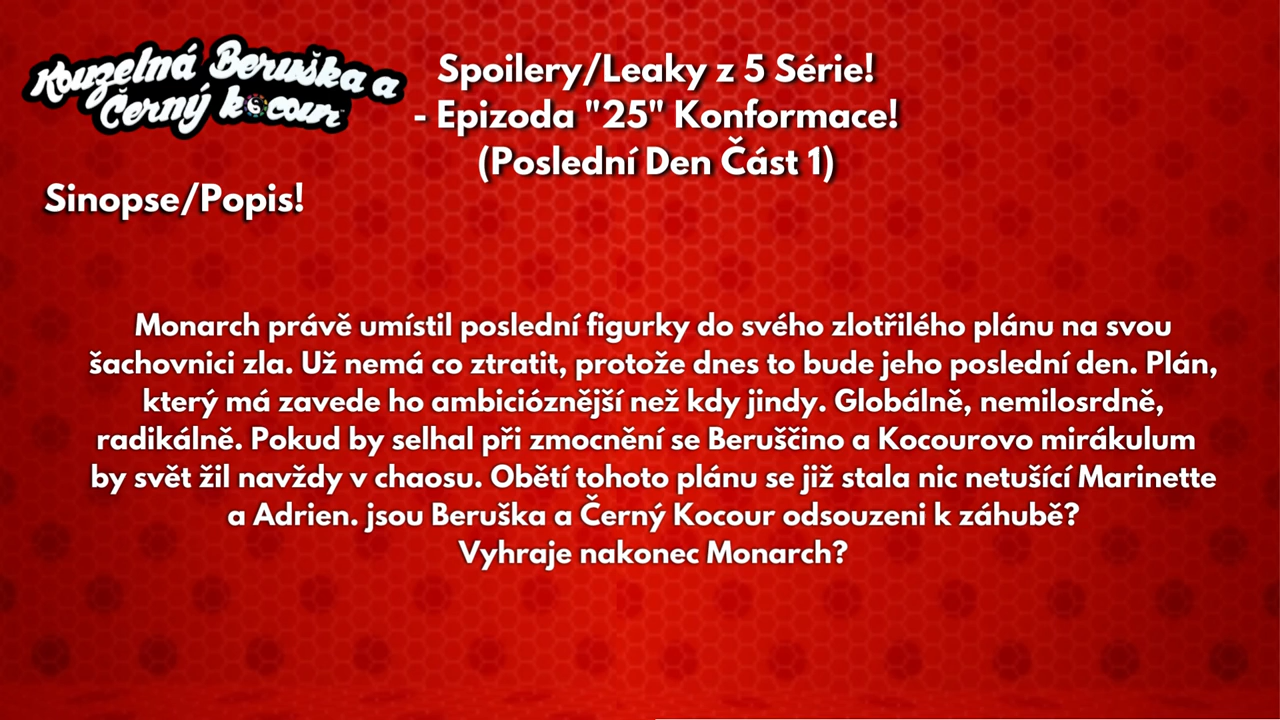 Kouzelná Beruška a
Černý kocour
Spoilery/Leaky z 5 Série!
- Epizoda "25" Konformace!
(Poslední Den Část 1)
Sinopse/Popis!
Monarch právě umístil poslední figurky do svého zlotřilého plánu na svou
šachovnici zla. Už nemá co ztratit, protože dnes to bude jeho poslední den. Plán,
který má zavede ho ambicióznější než kdy jindy. Globálně, nemilosrdně,
radikálně. Pokud by selhal při zmocnění se Beruščino a Kocourovo mirákulum
by svět žil navždy v chaosu. Obětí tohoto plánu se již stala nic netušící Marinette
a Adrien. jsou Beruška a Černý Kocour odsouzeni k záhubě?
Vyhraje nakonec Monarch?